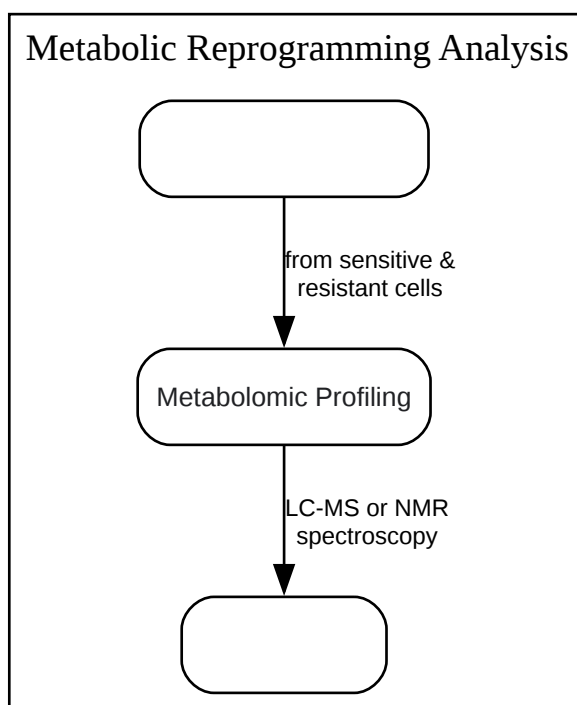 Metabolic Reprogramming Analysis
from sensitive &
resistant cells
Metabolomic Profiling
LC-MS or NMR
spectroscopy